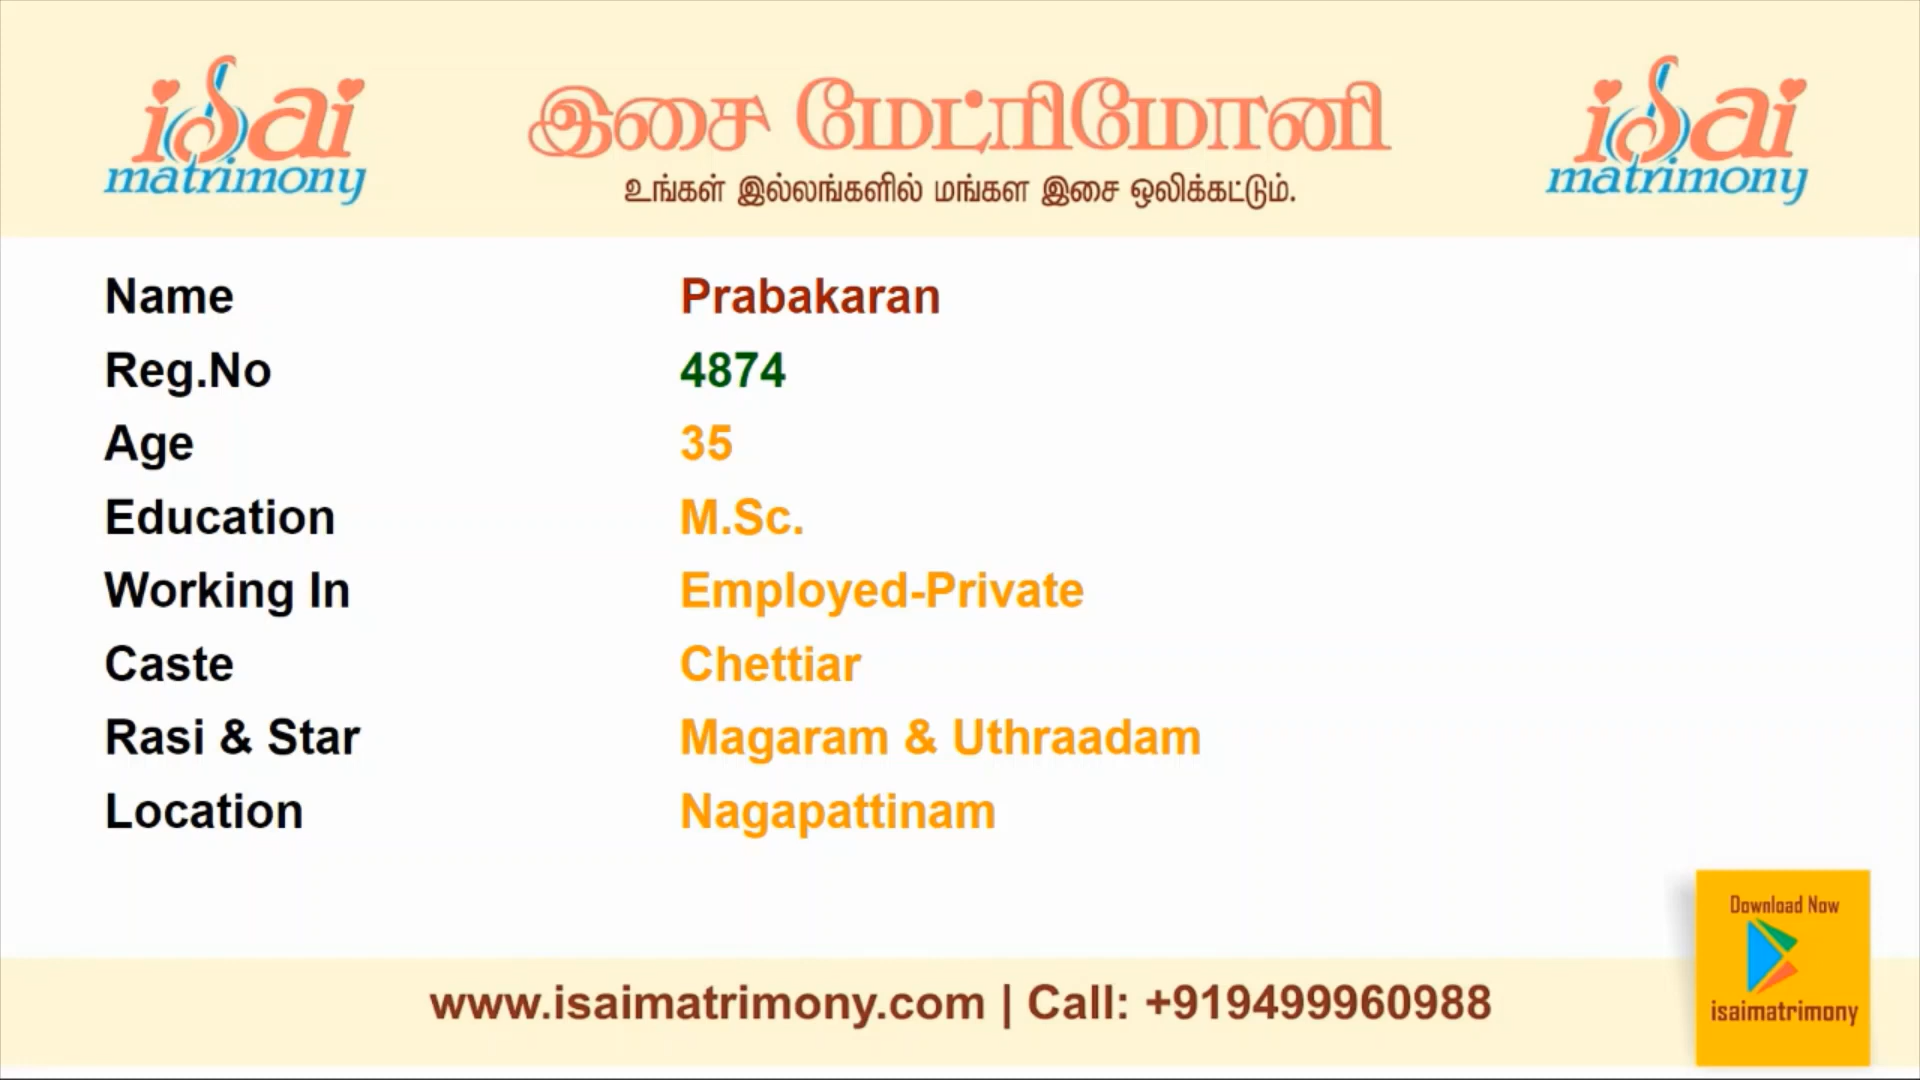 isai
matrimony
இசை மேட்ரிமோனி
உங்கள் இல்லங்களில் மங்கள இசை ஒலிக்கட்டும்.
isai
matrimony
Name Prabakaran
Reg.No 4874
Age 35
Education M.Sc.
Working In Employed-Private
Caste Chettiar
Rasi & Star Magaram & Uthraadam
Location Nagapattinam
Download Now
isaimatrimony
www.isaimatrimony.com | Call: +919499960988